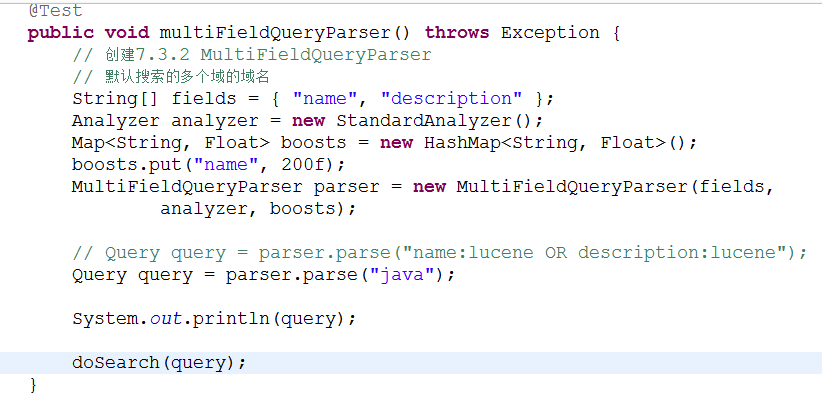 @Test
public void multiFieldQueryParser() throws Exception {
// 创建7.3.2 MultiFieldQueryParser
// 默认搜索的多个域的域名
String[] fields = { "name", "description" };
Analyzer analyzer = new StandardAnalyzer();
Map<String, Float> boosts = new HashMap<String, Float>();
boosts.put("name", 200f);
MultiFieldQueryParser parser = new MultiFieldQueryParser(fields,
analyzer, boosts);
// Query query = parser.parse("name:lucene OR description:lucene");
Query query = parser.parse("java");
System.out.println(query);
doSearch(query);
}